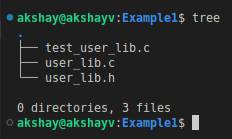 akshay@akshayv:Example1$ tree
.
├── test_user_lib.c
├── user_lib.c
└── user_lib.h
0 directories, 3 files
akshay@akshayv:Example1$